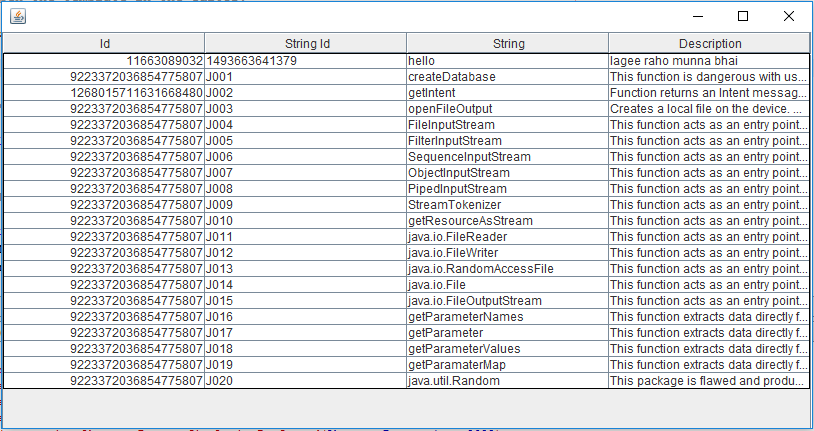 Id String Id String Description
11663089032 1493663641379 hello lagee raho munna bhai
9223372036854775807 J001 createDatabase This function is dangerous with us...
1268015711631668480 J002 getIntent Function returns an Intent messag...
9223372036854775807 J003 openFileOutput Creates a local file on the device. ...
9223372036854775807 J004 FileInputStream This function acts as an entry point...
9223372036854775807 J005 FilterInputStream This function acts as an entry point...
9223372036854775807 J006 SequenceInputStream This function acts as an entry point...
9223372036854775807 J007 ObjectInputStream This function acts as an entry point...
9223372036854775807 J008 PipedInputStream This function acts as an entry point...
9223372036854775807 J009 StreamTokenizer This function acts as an entry point...
9223372036854775807 J010 getResourceAsStream This function acts as an entry point...
9223372036854775807 J011 java.io.FileReader This function acts as an entry point...
9223372036854775807 J012 java.io.FileWriter This function acts as an entry point...
9223372036854775807 J013 java.io.RandomAccessFile This function acts as an entry point...
9223372036854775807 J014 java.io.File This function acts as an entry point...
9223372036854775807 J015 java.io.FileOutputStream This function acts as an entry point...
9223372036854775807 J016 getParameterNames This function extracts data directly f...
9223372036854775807 J017 getParameter This function extracts data directly f...
9223372036854775807 J018 getParameterValues This function extracts data directly f...
9223372036854775807 J019 getParamaterMap This function extracts data directly f...
9223372036854775807 J020 java.util.Random This package is flawed and produ...